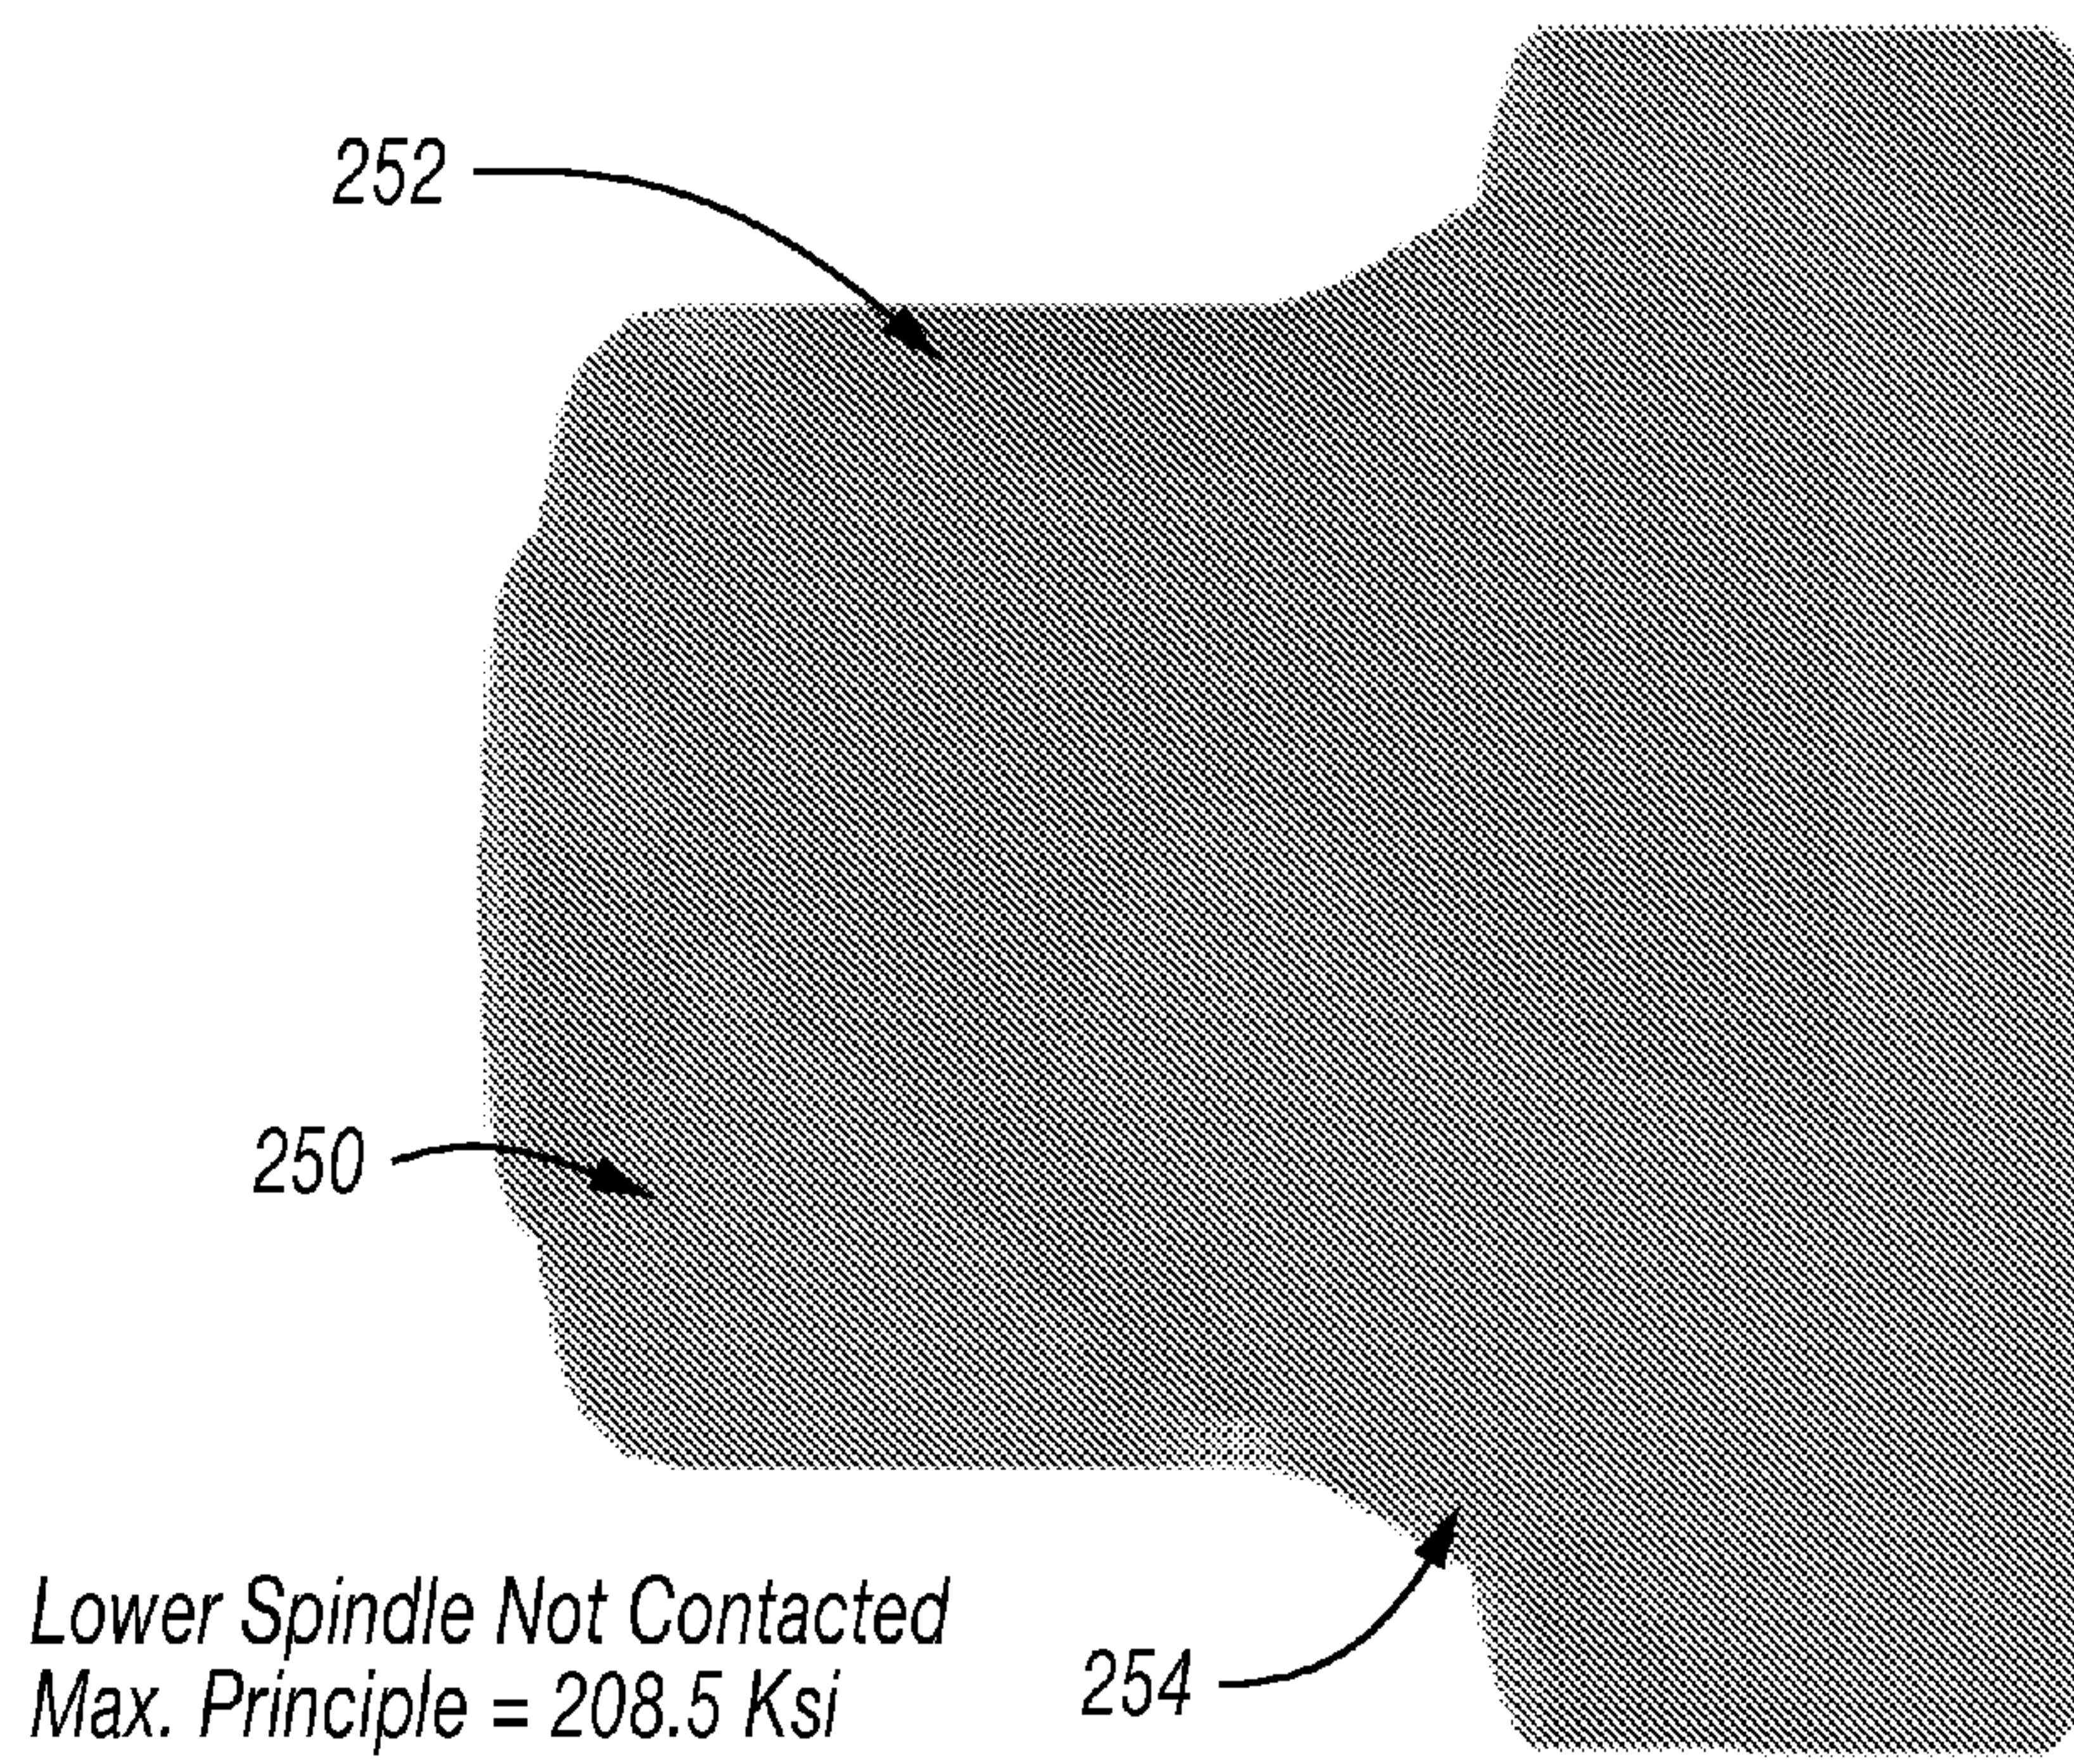 252
250
Lower Spindle Not Contacted
Max. Principle = 208.5 Ksi
254